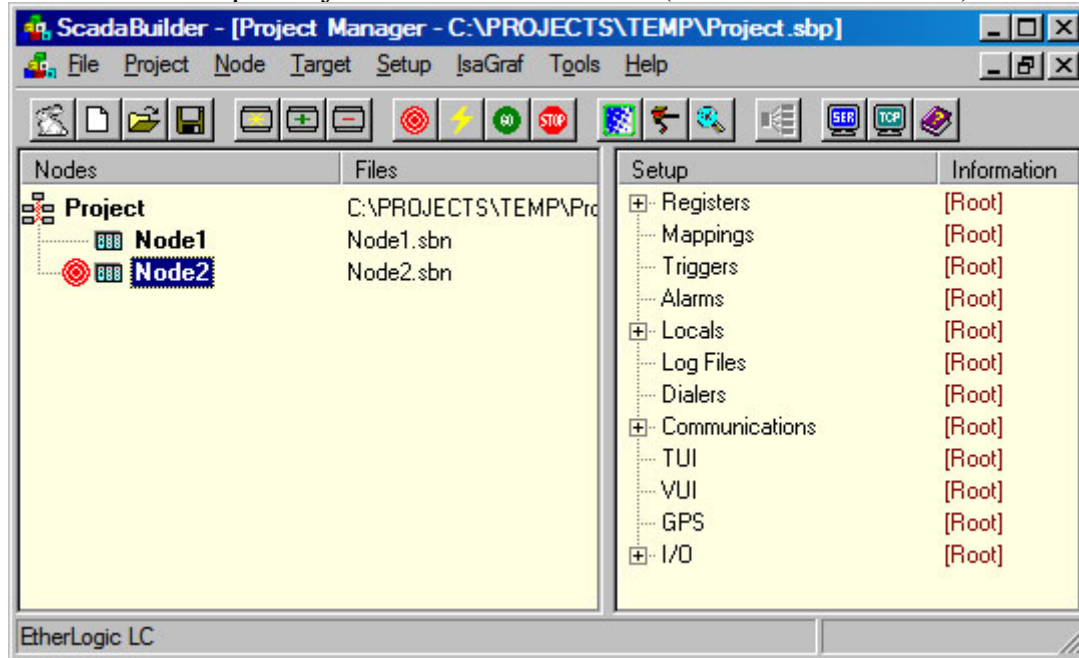 ScadaBuilder - [Project Manager - C:\PROJECTS\TEMP\Project.sbp]
File Project Node Target Setup IsaGraf Tools Help
GO STOP SER TCP
Nodes Files Setup Information
Project C:\PROJECTS\TEMP\Pro
Node1 Node1.sbn
Node2 Node2.sbn
Registers [Root]
Mappings [Root]
Triggers [Root]
Alarms [Root]
Locals [Root]
Log Files [Root]
Dialers [Root]
Communications [Root]
TUI [Root]
VUI [Root]
GPS [Root]
I/O [Root]
EtherLogic LC